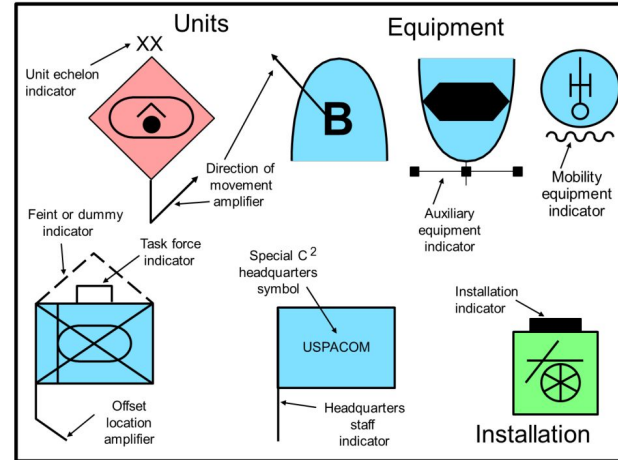 Units
Equipment
XX
Unit echelon
indicator
B
Direction of
movement
amplifier
Auxiliary
equipment
indicator
Mobility
equipment
indicator
Feint or dummy
indicator
Task force
indicator
Special C2
headquarters
symbol
USPACOM
Installation
indicator
Offset
location
amplifier
Headquarters
staff
indicator
Installation